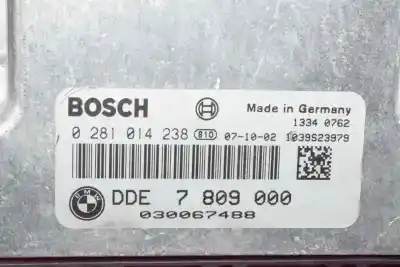 BOSCH
Made in Germany
1334 0762
0 281 014 238 810 07-10-02 1039S23979
BMW
DDE 7 809 000
030067488